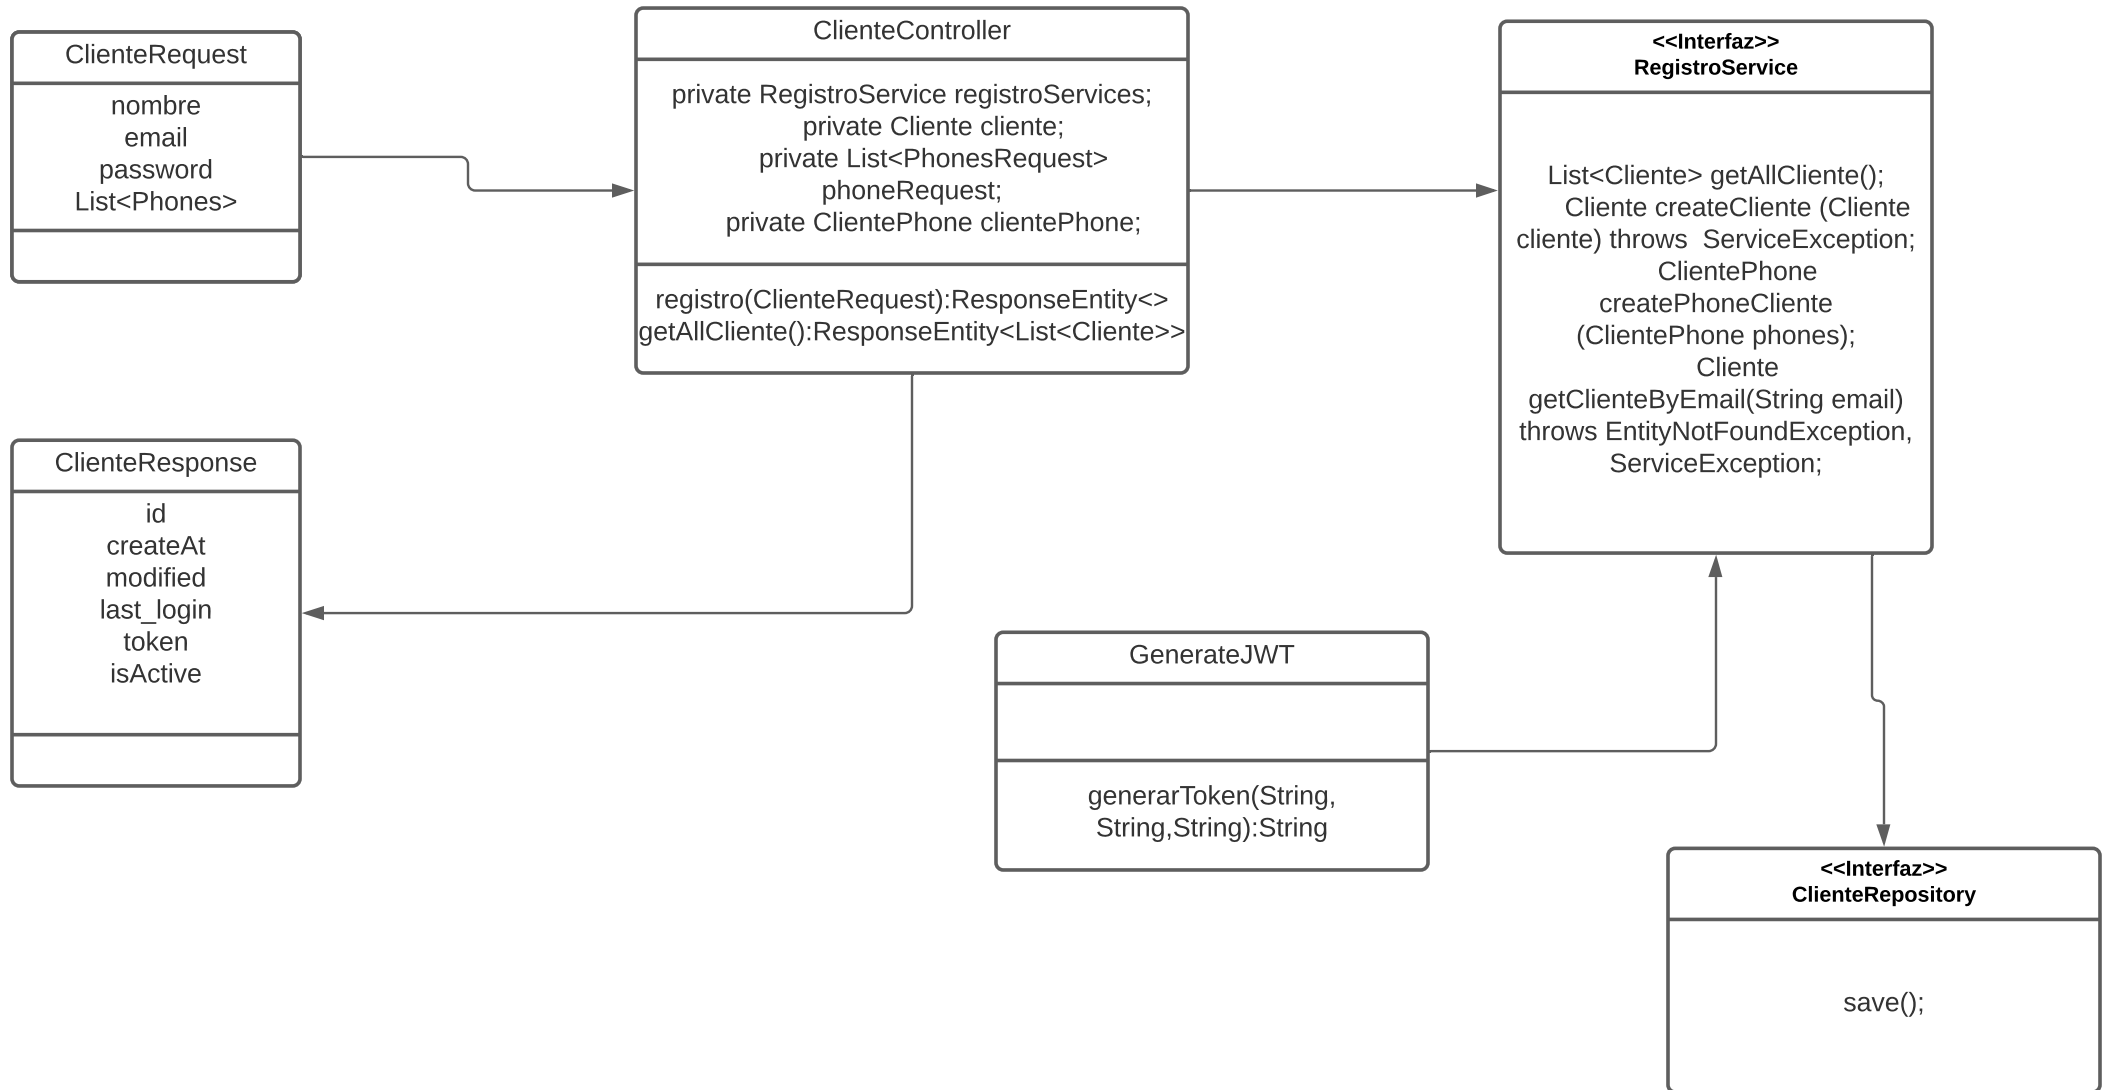 ClienteRequest
nombre
email
password
List<Phones>
ClienteController
private RegistroService registroServices;
private Cliente cliente;
private List<PhonesRequest>
phoneRequest;
private ClientePhone clientePhone;
registro(ClienteRequest):ResponseEntity<>
getAllCliente():ResponseEntity<List<Cliente>>
<<Interfaz>>
RegistroService
List<Cliente> getAllCliente();
Cliente createCliente (Cliente
cliente) throws  ServiceException;
ClientePhone
createPhoneCliente
(ClientePhone phones);
Cliente
getClienteByEmail(String email)
throws EntityNotFoundException,
ServiceException;
ClienteResponse
id
createAt
modified
last_login
token
isActive
GenerateJWT
generarToken(String,
String,String):String
<<Interfaz>>
ClienteRepository
save();